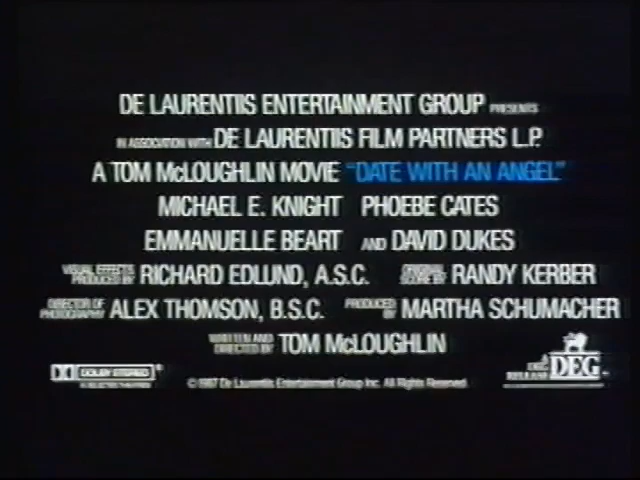 DE LAURENTIIS ENTERTAINMENT GROUP PRESENTS
IN ASSOCIATION WITH DE LAURENTIIS FILM PARTNERS L.P.
A TOM McLOUGHLIN MOVIE "DATE WITH AN ANGEL"
MICHAEL E. KNIGHT PHOEBE CATES
EMMANUELLE BEART AND DAVID DUKES
VISUAL EFFECTS PRODUCED BY RICHARD EDLUND, A.S.C. ORIGINAL SCORE BY RANDY KERBER
DIRECTOR OF PHOTOGRAPHY ALEX THOMSON, B.S.C. PRODUCED BY MARTHA SCHUMACHER
WRITTEN AND DIRECTED BY TOM McLOUGHLIN
DOLBY STEREO ® © 1987 De Laurentiis Entertainment Group Inc. All Rights Reserved. A DEG RELEASE DEG